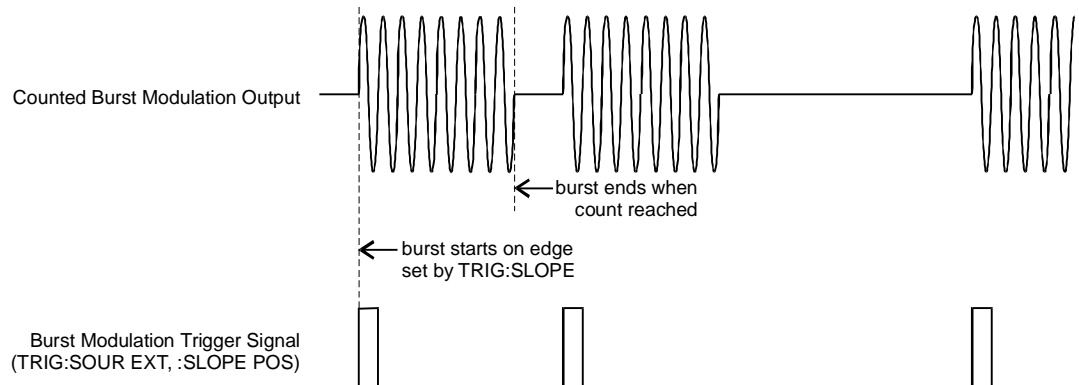 Counted Burst Modulation Output
burst ends when
count reached
burst starts on edge
set by TRIG:SLOPE
Burst Modulation Trigger Signal
(TRIG:SOUR EXT, :SLOPE POS)